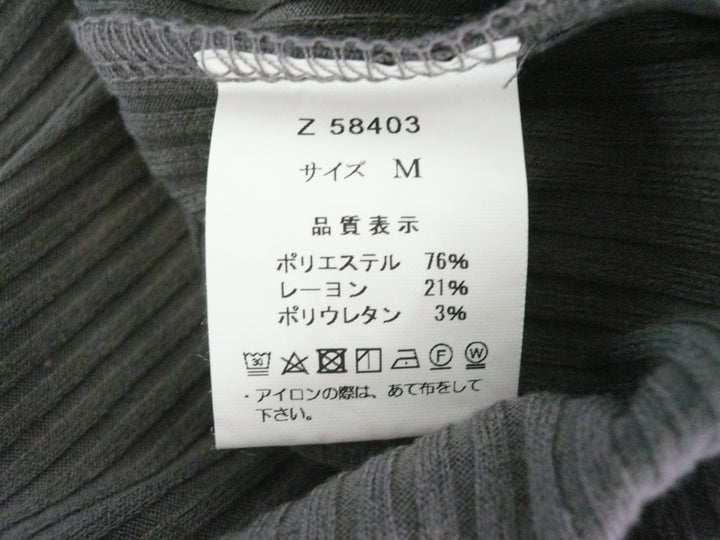 Z 58403
サイズ M
品質表示
ポリエステル 76%
レーヨン 21%
ポリウレタン 3%
30 F W
・アイロンの際は、あて布をして
下さい。